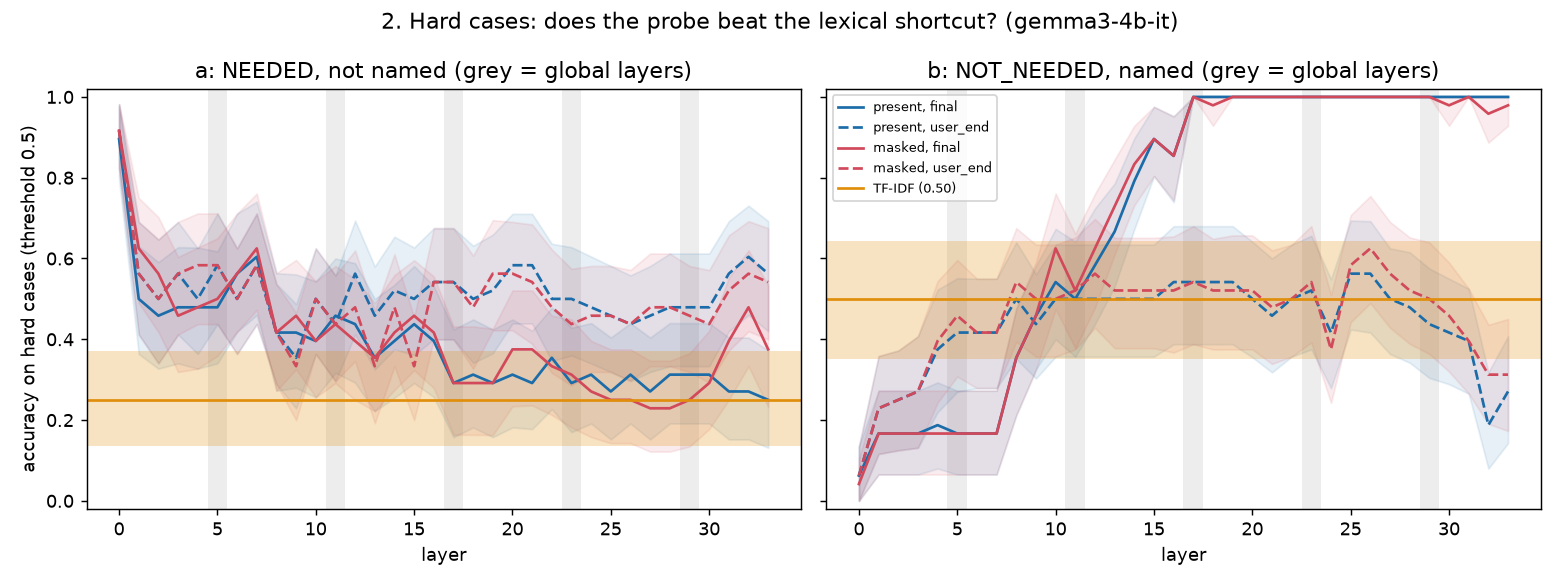 2. Hard cases: does the probe beat the lexical shortcut? (gemma3-4b-it)
a: NEEDED, not named (grey = global layers)
b: NOT_NEEDED, named (grey = global layers)
accuracy on hard cases (threshold 0.5)
1.0
0.8
0.6
0.4
0.2
0.0
present, final
present, user_end
masked, final
masked, user_end
TF-IDF (0.50)
0 5 10 15 20 25 30
0 5 10 15 20 25 30
layer
layer